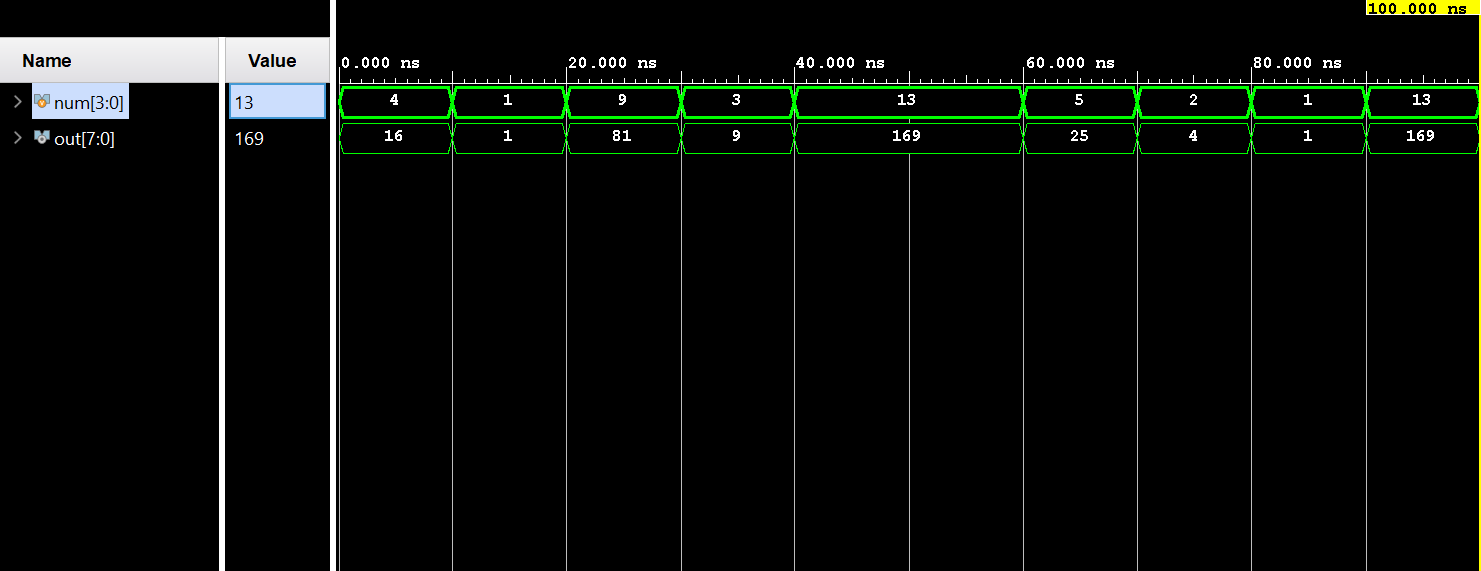 100.000 ns
Name Value
0.000 ns 20.000 ns 40.000 ns 60.000 ns 80.000 ns
num[3:0] 13 4 1 9 3 13 5 2 1 13
out[7:0] 169 16 1 81 9 169 25 4 1 169